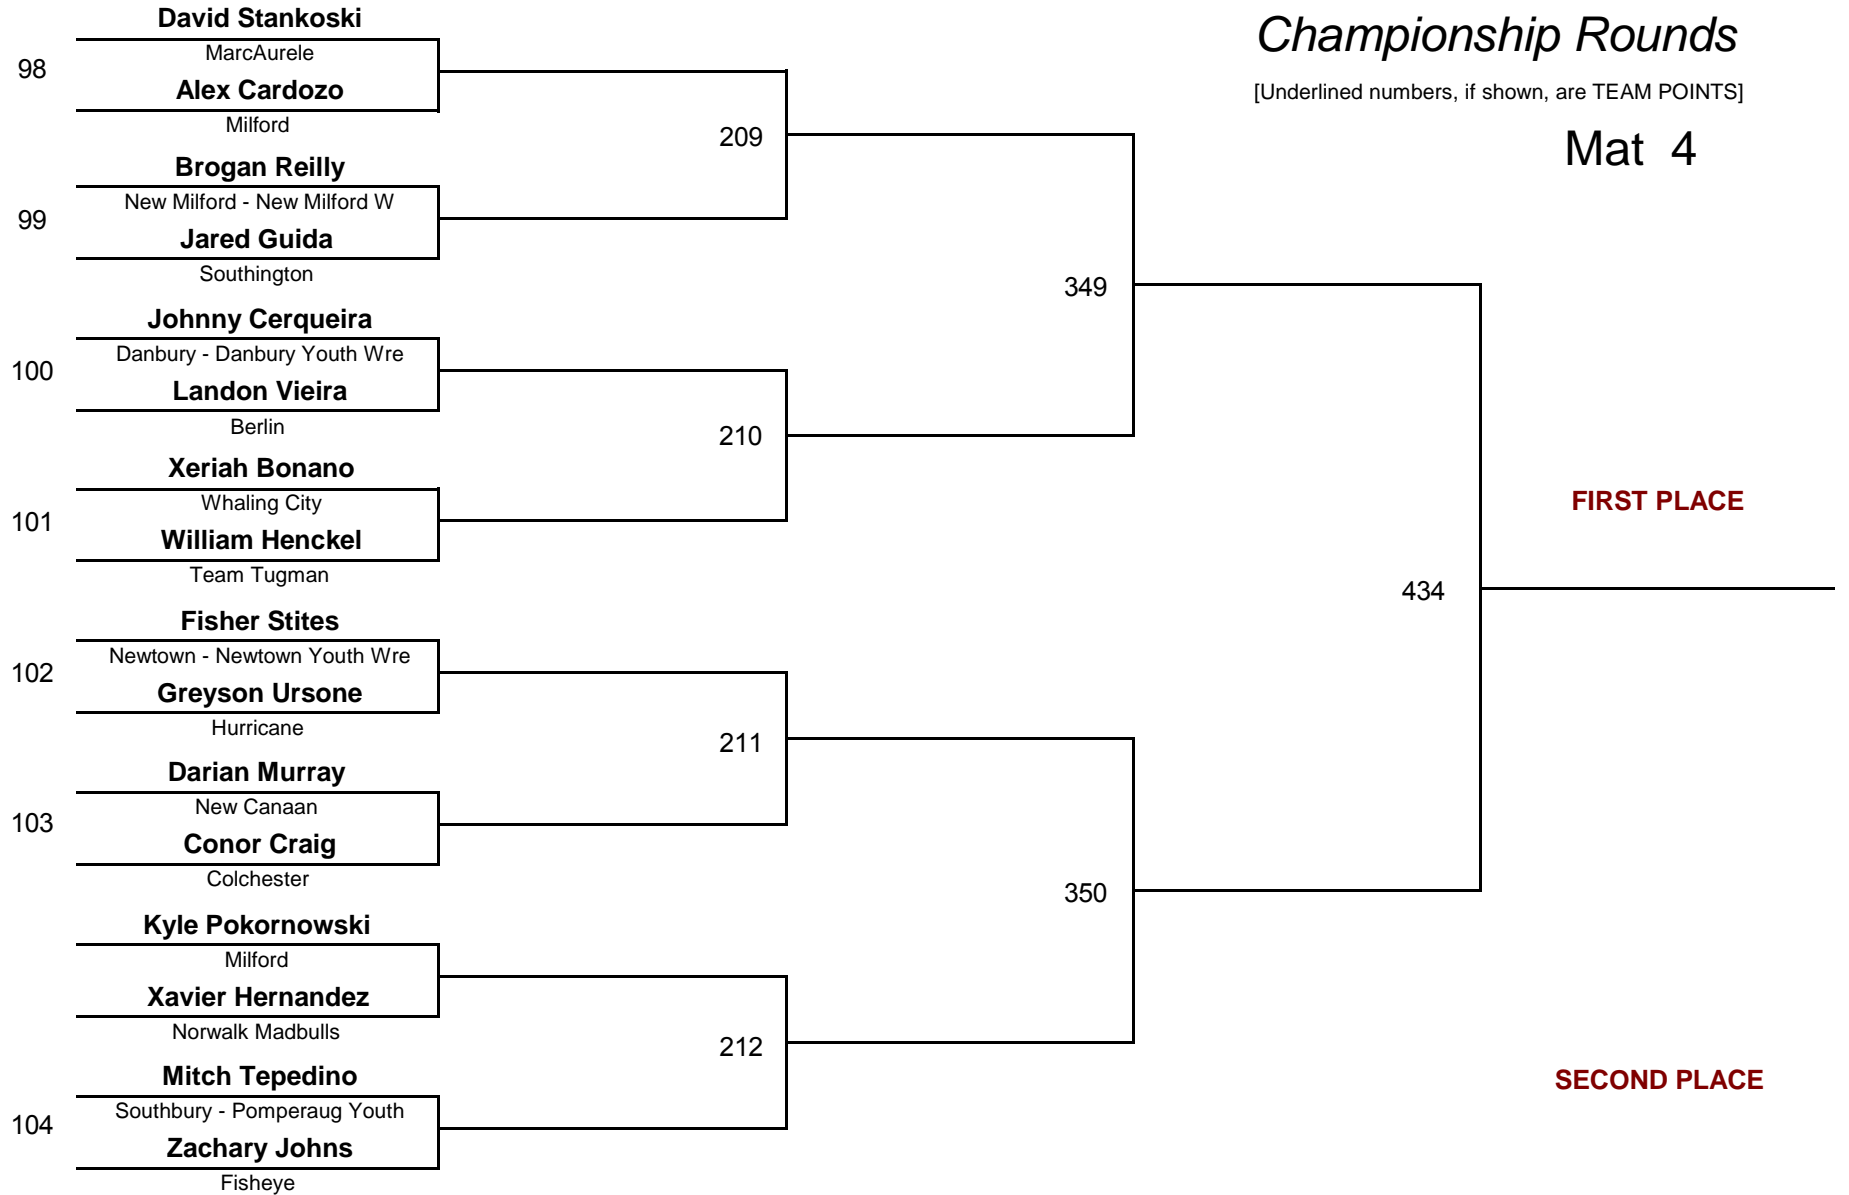 David Stankoski
MarcAurele
98
Alex Cardozo
Milford
Championship Rounds
[Underlined numbers, if shown, are TEAM POINTS]
Mat 4
209
Brogan Reilly
New Milford - New Milford W
99
Jared Guida
Southington
349
Johnny Cerqueira
Danbury - Danbury Youth Wre
100
Landon Vieira
Berlin
210
Xeriah Bonano
Whaling City
101
William Henckel
Team Tugman
FIRST PLACE
434
Fisher Stites
Newtown - Newtown Youth Wre
102
Greyson Ursone
Hurricane
211
Darian Murray
New Canaan
103
Conor Craig
Colchester
350
Kyle Pokornowski
Milford
Xavier Hernandez
Norwalk Madbulls
212
Mitch Tepedino
Southbury - Pomperaug Youth
104
Zachary Johns
Fisheye
SECOND PLACE